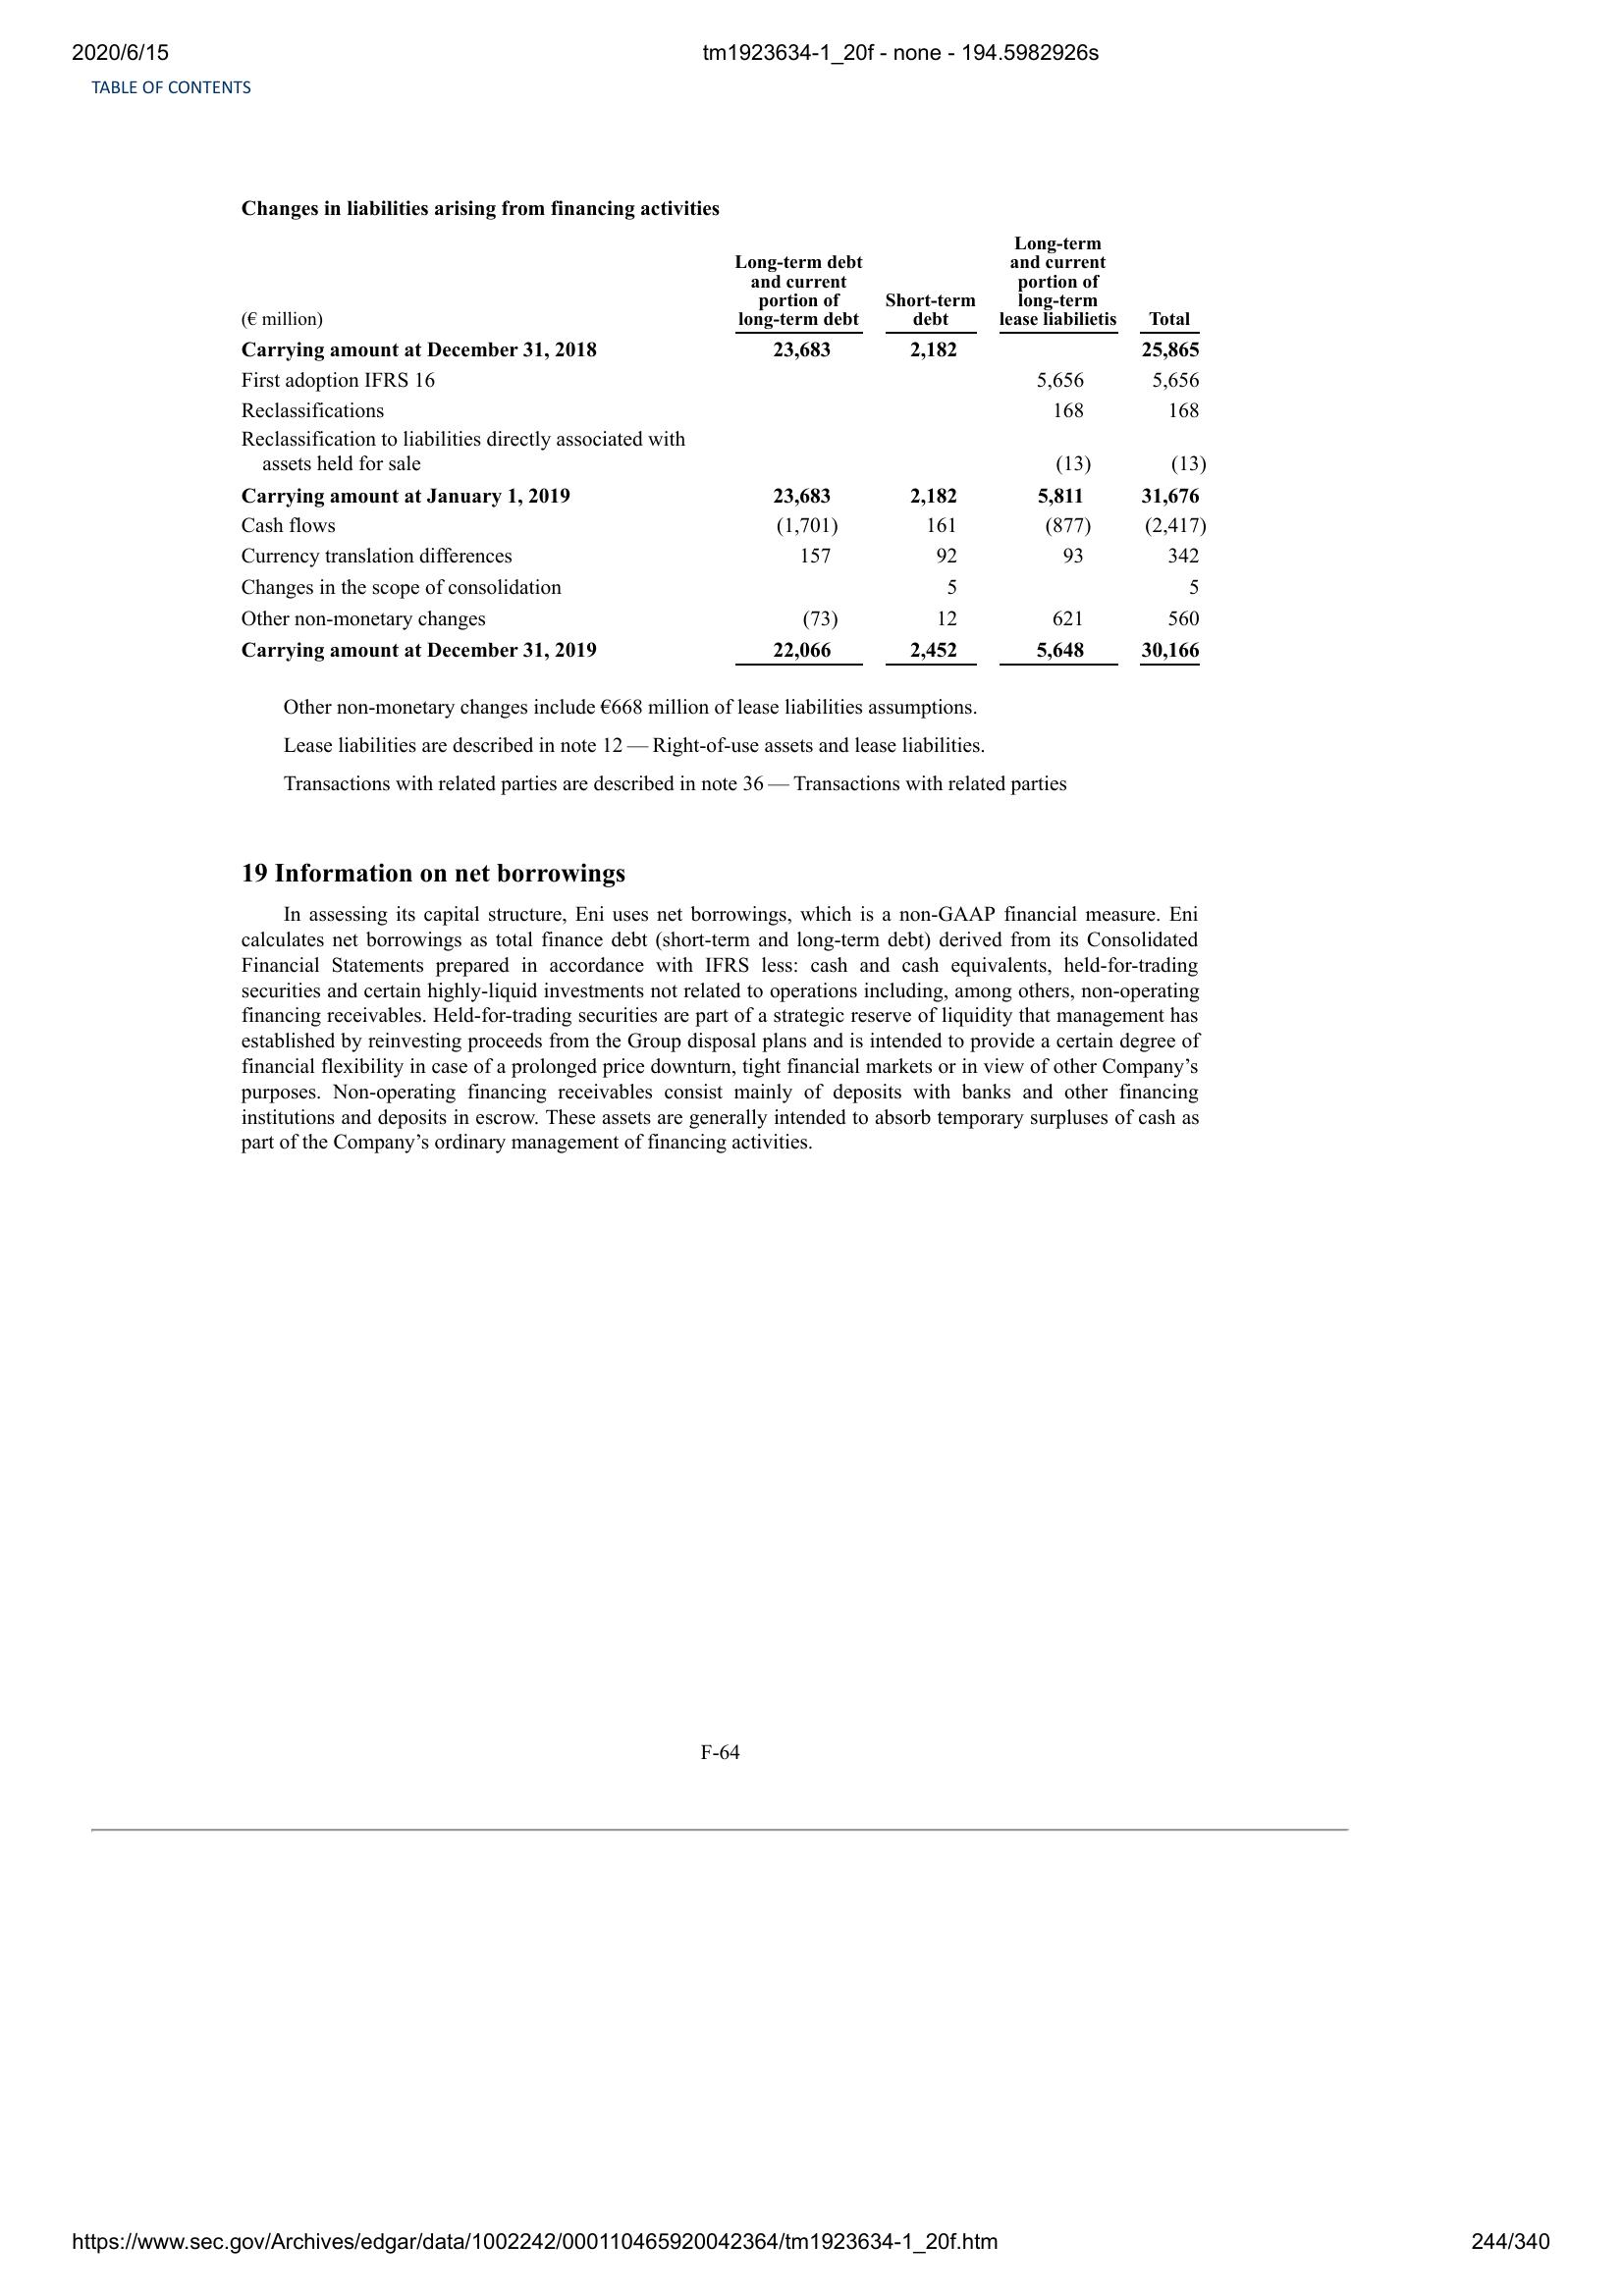 2020/6/15 tm1923634-1_20f - none - 194.5982926s
TABLE OF CONTENTS
Changes in liabilities arising from financing activities
(€ million) Long-term debt and current portion of long-term debt Short-term debt Long-term and current portion of long-term lease liabilietis Total
Carrying amount at December 31, 2018 23,683 2,182 25,865
First adoption IFRS 16 5,656 5,656
Reclassifications 168 168
Reclassification to liabilities directly associated with
assets held for sale (13) (13)
Carrying amount at January 1, 2019 23,683 2,182 5,811 31,676
Cash flows (1,701) 161 (877) (2,417)
Currency translation differences 157 92 93 342
Changes in the scope of consolidation 5 5
Other non-monetary changes (73) 12 621 560
Carrying amount at December 31, 2019 22,066 2,452 5,648 30,166
Other non-monetary changes include €668 million of lease liabilities assumptions.
Lease liabilities are described in note 12 — Right-of-use assets and lease liabilities.
Transactions with related parties are described in note 36 — Transactions with related parties
19 Information on net borrowings
In assessing its capital structure, Eni uses net borrowings, which is a non-GAAP financial measure. Eni
calculates net borrowings as total finance debt (short-term and long-term debt) derived from its Consolidated
Financial Statements prepared in accordance with IFRS less: cash and cash equivalents, held-for-trading
securities and certain highly-liquid investments not related to operations including, among others, non-operating
financing receivables. Held-for-trading securities are part of a strategic reserve of liquidity that management has
established by reinvesting proceeds from the Group disposal plans and is intended to provide a certain degree of
financial flexibility in case of a prolonged price downturn, tight financial markets or in view of other Company’s
purposes. Non-operating financing receivables consist mainly of deposits with banks and other financing
institutions and deposits in escrow. These assets are generally intended to absorb temporary surpluses of cash as
part of the Company’s ordinary management of financing activities.
F-64
https://www.sec.gov/Archives/edgar/data/1002242/000110465920042364/tm1923634-1_20f.htm 244/340